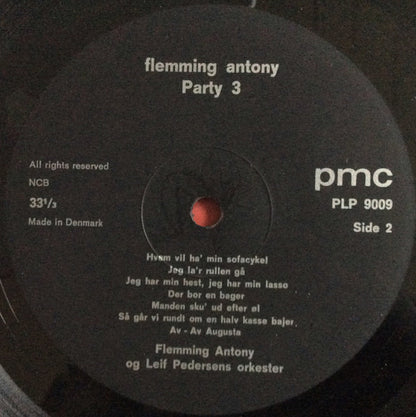 flemming antony
Party 3
All rights reserved
NCB
33⅓
Made in Denmark
pmc
PLP 9009
Side 2
Hvem vil ha' min sofacykel
Jeg la'r rullen gå
Jeg har min hest, jeg har min lasso
Der bor en bager
Manden sku' ud efter øl
Så går vi rundt om en halv kasse bajer
Av - Av Augusta
Flemming Antony
og Leif Pedersens orkester